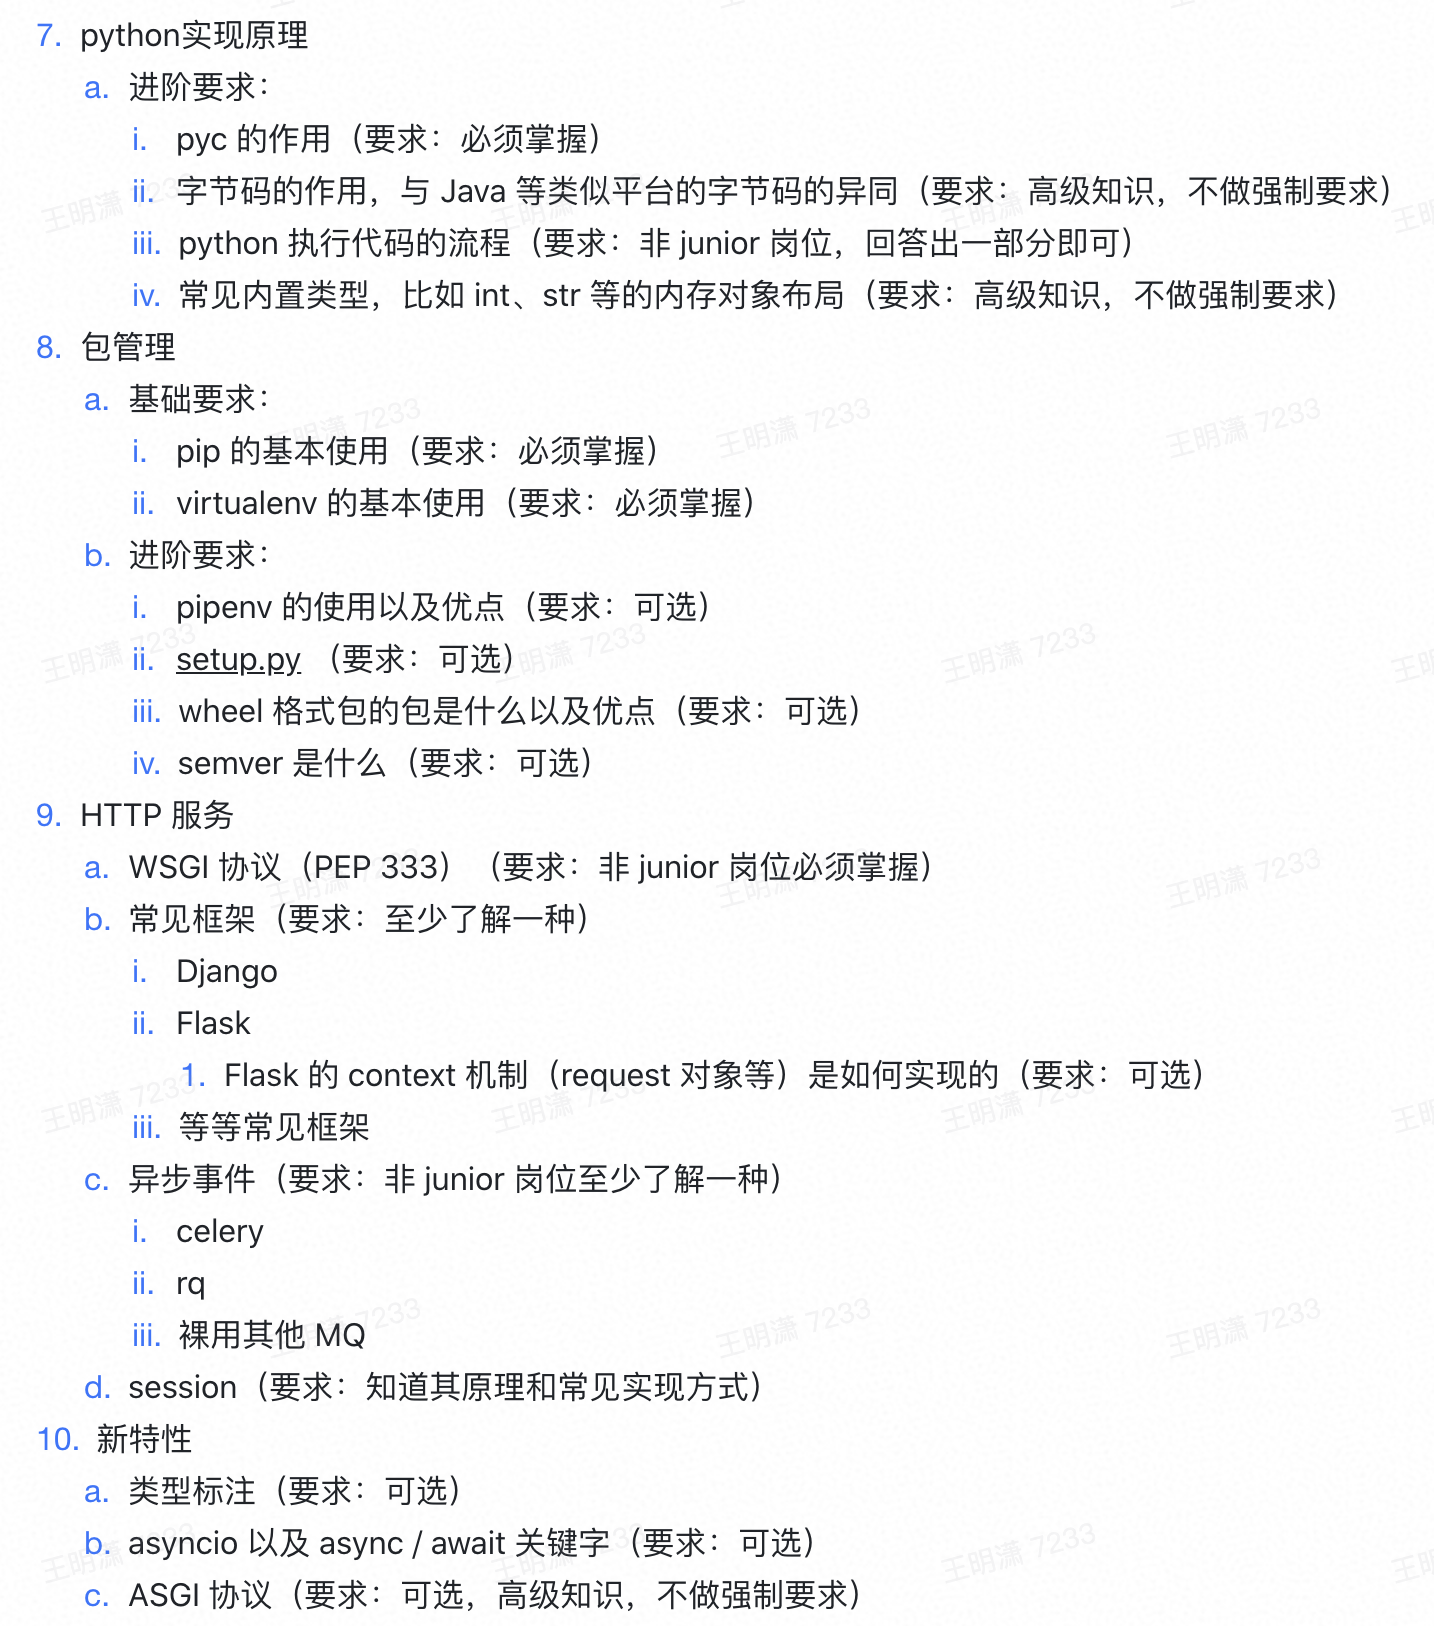 7. python实现原理
a. 进阶要求：
i. pyc 的作用（要求：必须掌握）
ii. 字节码的作用，与 Java 等类似平台的字节码的异同（要求：高级知识，不做强制要求）
iii. python 执行代码的流程（要求：非 junior 岗位，回答出一部分即可）
iv. 常见内置类型，比如 int、str 等的内存对象布局（要求：高级知识，不做强制要求）
8. 包管理
a. 基础要求：
i. pip 的基本使用（要求：必须掌握）
ii. virtualenv 的基本使用（要求：必须掌握）
b. 进阶要求：
i. pipenv 的使用以及优点（要求：可选）
ii. setup.py （要求：可选）
iii. wheel 格式包的包是什么以及优点（要求：可选）
iv. semver 是什么（要求：可选）
9. HTTP 服务
a. WSGI 协议（PEP 333）（要求：非 junior 岗位必须掌握）
b. 常见框架（要求：至少了解一种）
i. Django
ii. Flask
1. Flask 的 context 机制（request 对象等）是如何实现的（要求：可选）
iii. 等等常见框架
c. 异步事件（要求：非 junior 岗位至少了解一种）
i. celery
ii. rq
iii. 裸用其他 MQ
d. session（要求：知道其原理和常见实现方式）
10. 新特性
a. 类型标注（要求：可选）
b. asyncio 以及 async / await 关键字（要求：可选）
c. ASGI 协议（要求：可选，高级知识，不做强制要求）
王明潇 7233